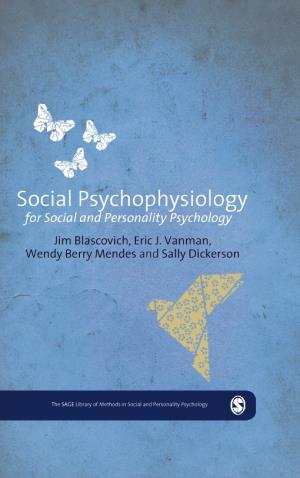 Social Psychophysiology
for Social and Personality Psychology
Jim Blascovich, Eric J. Vanman,
Wendy Berry Mendes and Sally Dickerson
The SAGE Library of Methods in Social and Personality Psychology
S